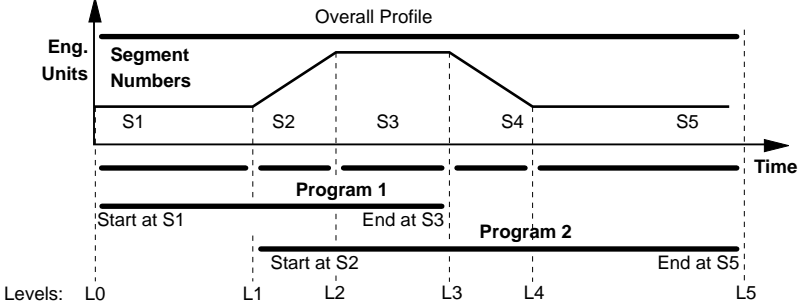 Overall Profile
Eng.
Units
Segment
Numbers
S1 S2 S3 S4 S5
Time
Program 1
Start at S1 End at S3
Program 2
Start at S2 End at S5
Levels: L0 L1 L2 L3 L4 L5